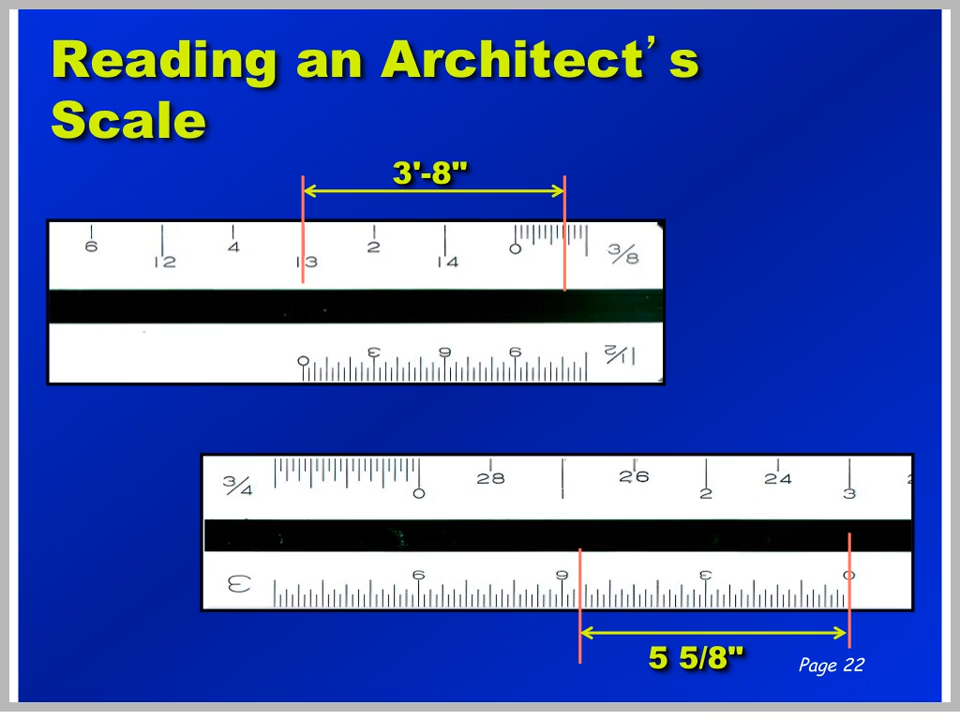 Reading an Architect's
Scale
3'-8"
6 12 4 13 2 14 0 3/8
0 3 6 9 1 1/2
3/4 0 28 1 26 2 24 3
3 9 6 3 0
5 5/8"
Page 22